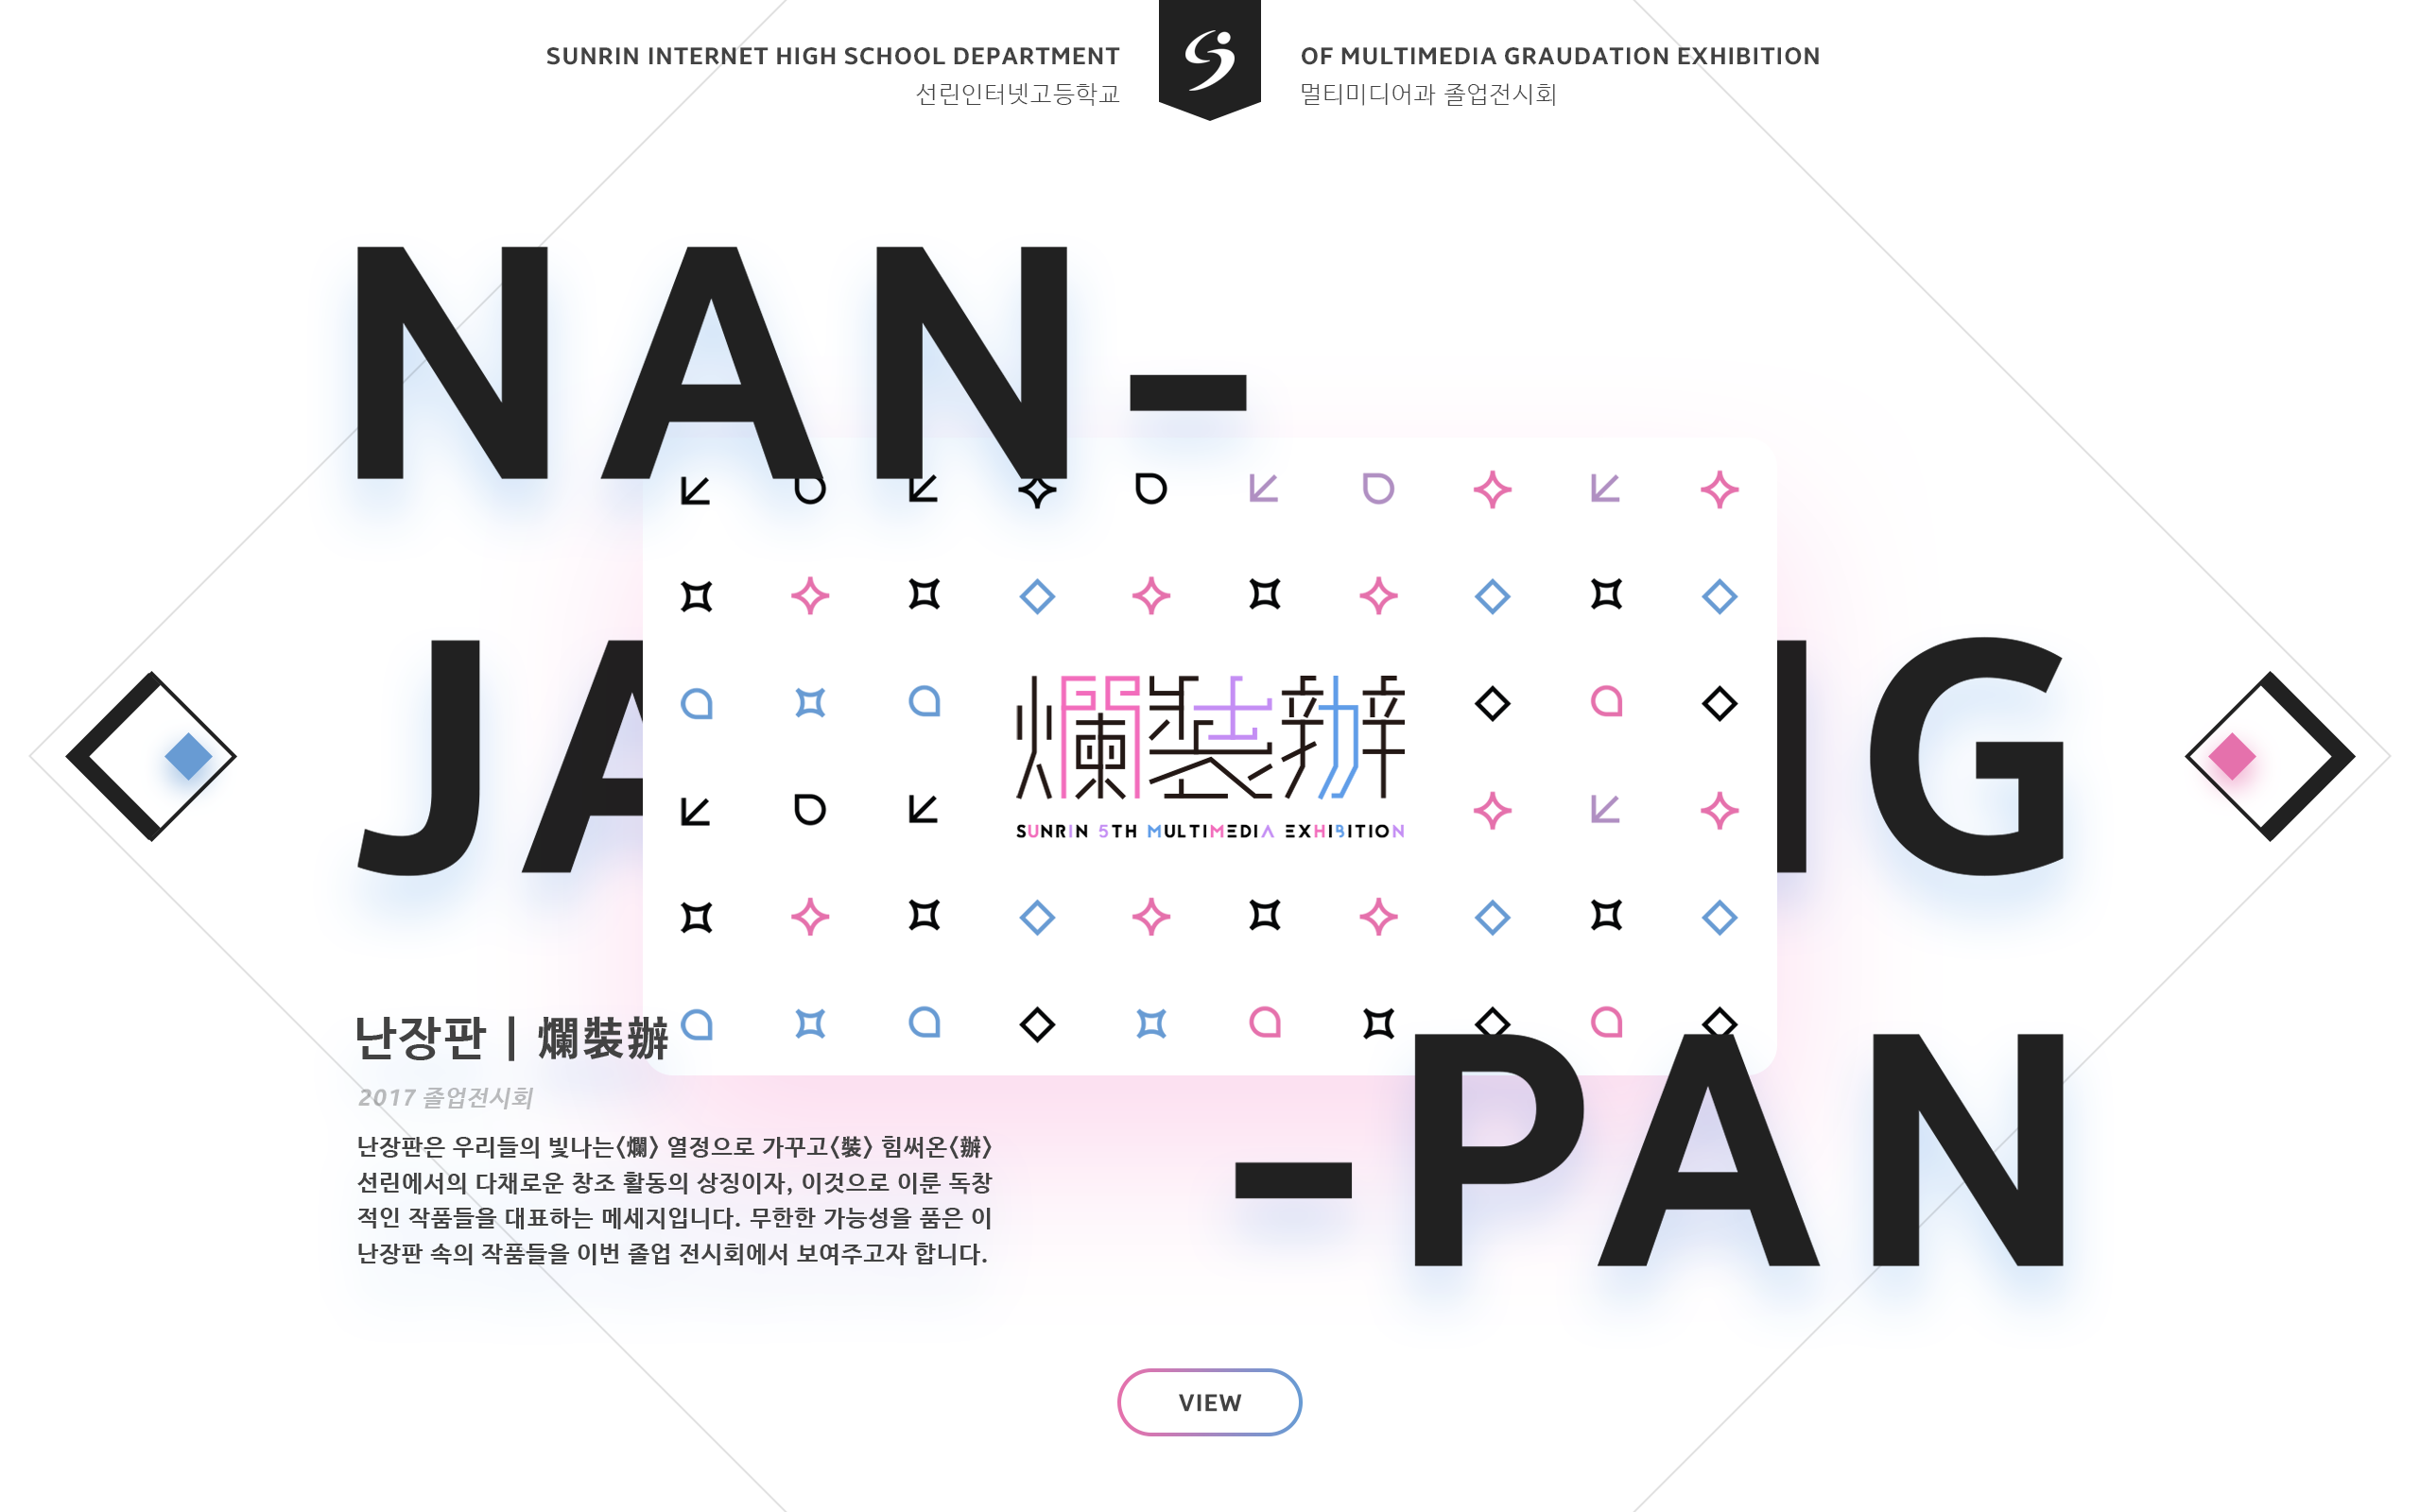 SUNRIN INTERNET HIGH SCHOOL DEPARTMENT
선린인터넷고등학교
OF MULTIMEDIA GRAUDATION EXHIBITION
멀티미디어과 졸업전시회
NAN-
爛裝辦
SUNRIN 5TH MULTIMEDIA EXHIBITION
JA
G
-PAN
난장판 | 爛裝辦
2017 졸업전시회
난장판은 우리들의 빛나는〈爛〉 열정으로 가꾸고〈裝〉 힘써온〈辦〉
선린에서의 다채로운 창조 활동의 상징이자, 이것으로 이룬 독창
적인 작품들을 대표하는 메세지입니다. 무한한 가능성을 품은 이
난장판 속의 작품들을 이번 졸업 전시회에서 보여주고자 합니다.
VIEW